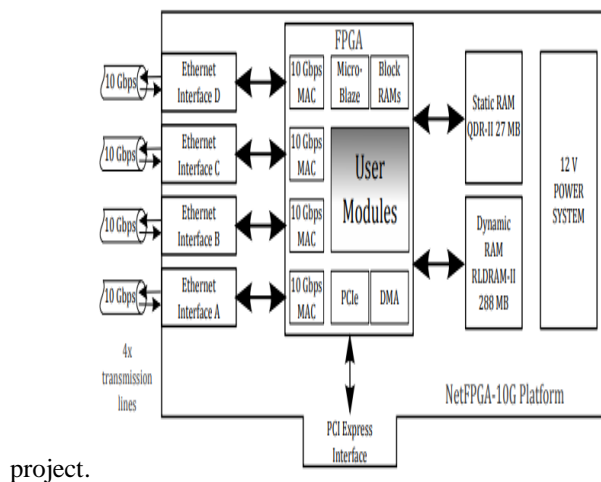 FPGA
10 Gbps
Ethernet
Interface D
10 Gbps
MAC
Micro-
Blaze
Block
RAMs
Static RAM
QDR-II 27 MB
12 V
POWER
SYSTEM
10 Gbps
Ethernet
Interface C
10 Gbps
MAC
User
Modules
10 Gbps
Ethernet
Interface B
10 Gbps
MAC
Dynamic
RAM
RLDRAM-II
288 MB
10 Gbps
Ethernet
Interface A
10 Gbps
MAC
PCIe
DMA
4x
transmission
lines
NetFPGA-10G Platform
PCI Express
Interface
project.